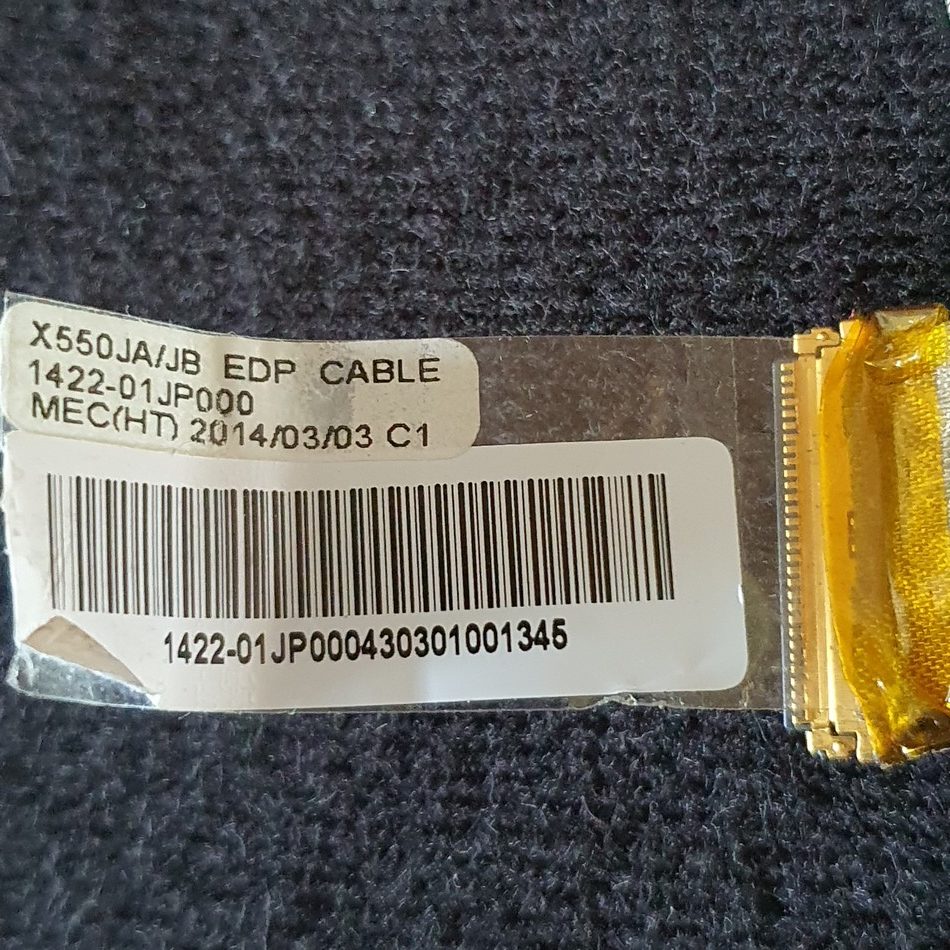 X550JA/JB EDP CABLE
1422-01JP000
MEC(HT) 2014/03/03 C1
1422-01JP000430301001345